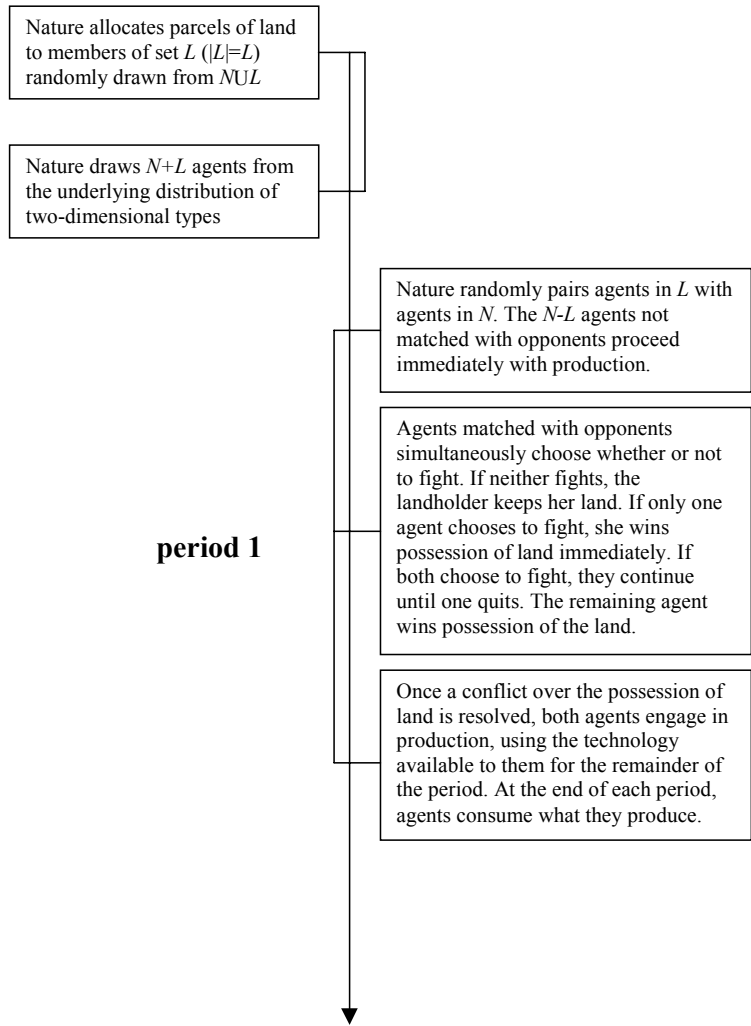 Nature allocates parcels of land
to members of set L (|L|=L)
randomly drawn from NUL
Nature draws N+L agents from
the underlying distribution of
two-dimensional types
Nature randomly pairs agents in L with
agents in N. The N-L agents not
matched with opponents proceed
immediately with production.
Agents matched with opponents
simultaneously choose whether or not
to fight. If neither fights, the
landholder keeps her land. If only one
agent chooses to fight, she wins
possession of land immediately. If
both choose to fight, they continue
until one quits. The remaining agent
wins possession of the land.
period 1
Once a conflict over the possession of
land is resolved, both agents engage in
production, using the technology
available to them for the remainder of
the period. At the end of each period,
agents consume what they produce.